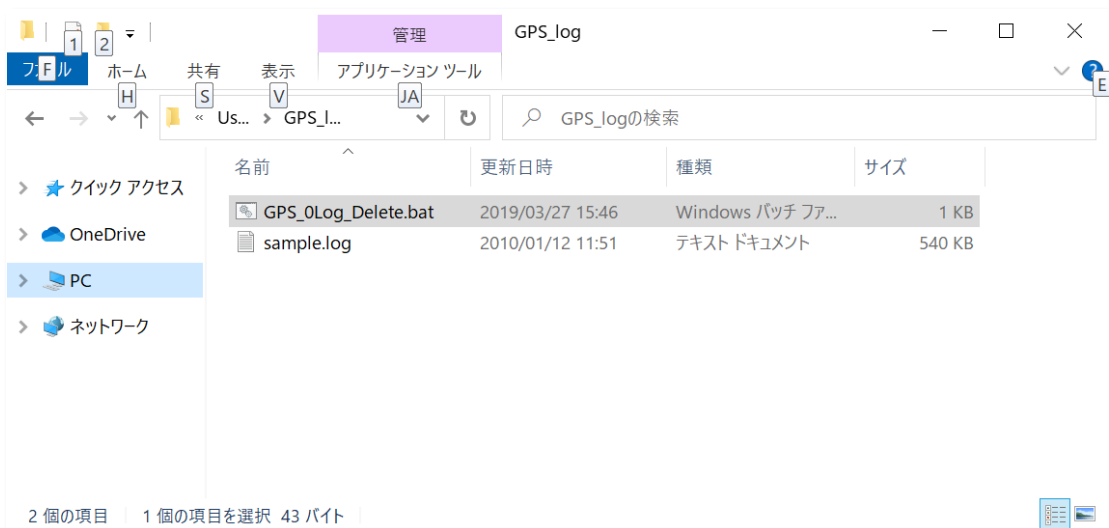 1 2 管理 GPS_log
ファイル F ホーム 共有 表示 アプリケーション ツール
H S V JA E
« Us... > GPS_l... GPS_logの検索
名前 更新日時 種類 サイズ
クイック アクセス
GPS_0Log_Delete.bat 2019/03/27 15:46 Windows バッチ ファ... 1 KB
OneDrive
sample.log 2010/01/12 11:51 テキスト ドキュメント 540 KB
PC
ネットワーク
2 個の項目 1 個の項目を選択 43 バイト